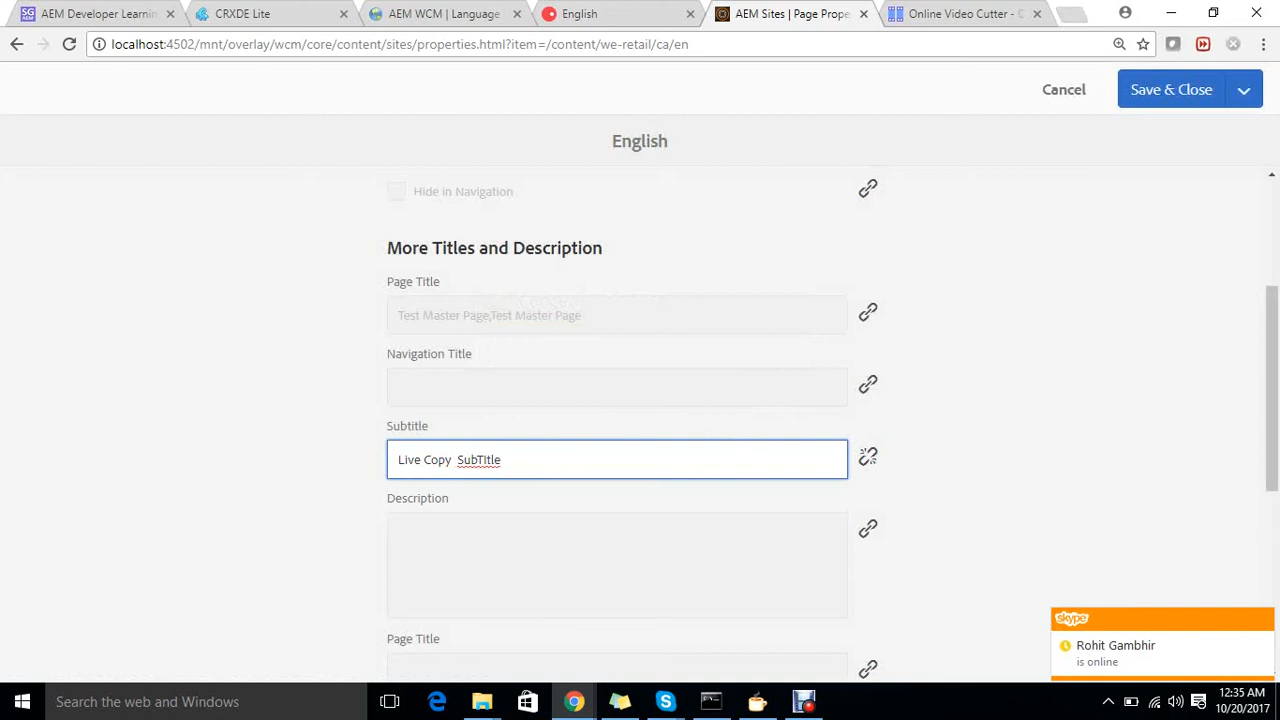 AEM Developer Learnin
CRXDE Lite
AEM WCM | Language
English
AEM Sites | Page Prope
Online Video Cutter - C
localhost:4502/mnt/overlay/wcm/core/content/sites/properties.html?item=/content/we-retail/ca/en
Cancel
Save & Close
English
Hide in Navigation
More Titles and Description
Page Title
Test Master Page,Test Master Page
Navigation Title
Subtitle
Live Copy  SubTItle
Description
Page Title
skype
Rohit Gambhir
is online
Search the web and Windows
12:35 AM
10/20/2017